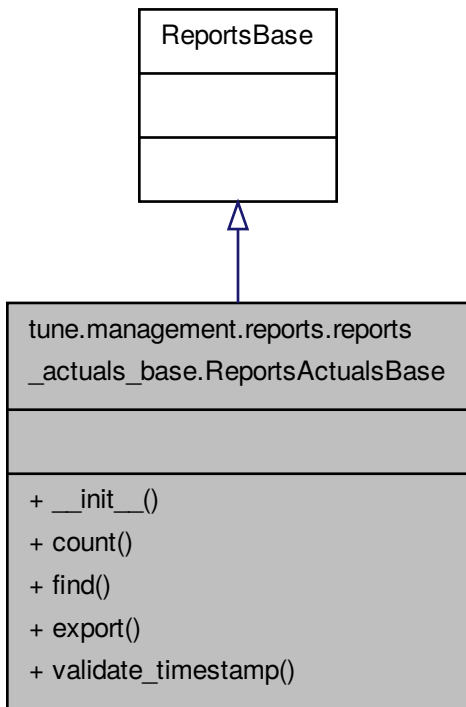 ReportsBase
tune.management.reports.reports
_actuals_base.ReportsActualsBase
+ __init__()
+ count()
+ find()
+ export()
+ validate_timestamp()